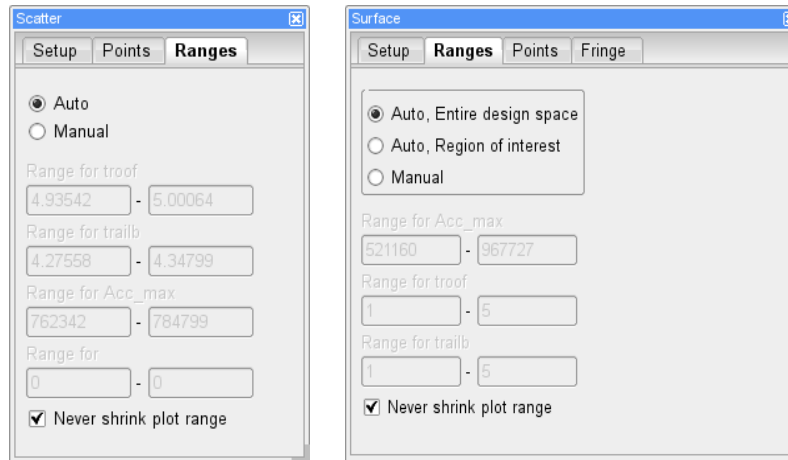 Scatter
Setup Points Ranges
Auto
Manual
Range for troof
4.93542 - 5.00064
Range for trailb
4.27558 - 4.34799
Range for Acc_max
762342 - 784799
Range for
0 - 0
Never shrink plot range
Surface
Setup Ranges Points Fringe
Auto, Entire design space
Auto, Region of interest
Manual
Range for Acc_max
521160 - 967727
Range for troof
1 - 5
Range for trailb
1 - 5
Never shrink plot range